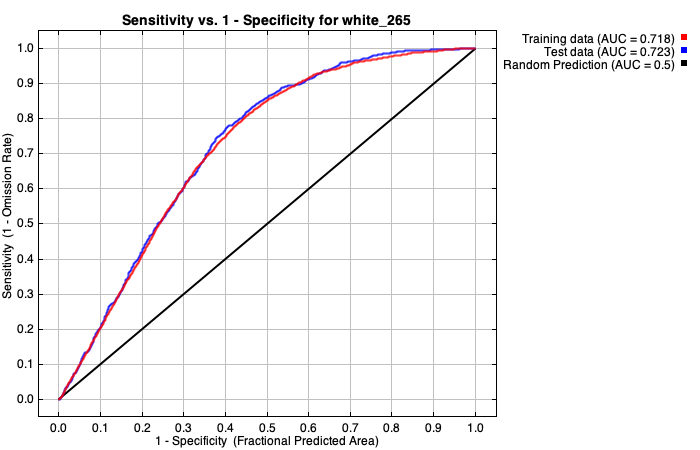 Sensitivity vs. 1 - Specificity for white_265
Training data (AUC = 0.718)
Test data (AUC = 0.723)
Random Prediction (AUC = 0.5)
Sensitivity (1 - Omission Rate)
1.0
0.9
0.8
0.7
0.6
0.5
0.4
0.3
0.2
0.1
0.0
0.0 0.1 0.2 0.3 0.4 0.5 0.6 0.7 0.8 0.9 1.0
1 - Specificity (Fractional Predicted Area)